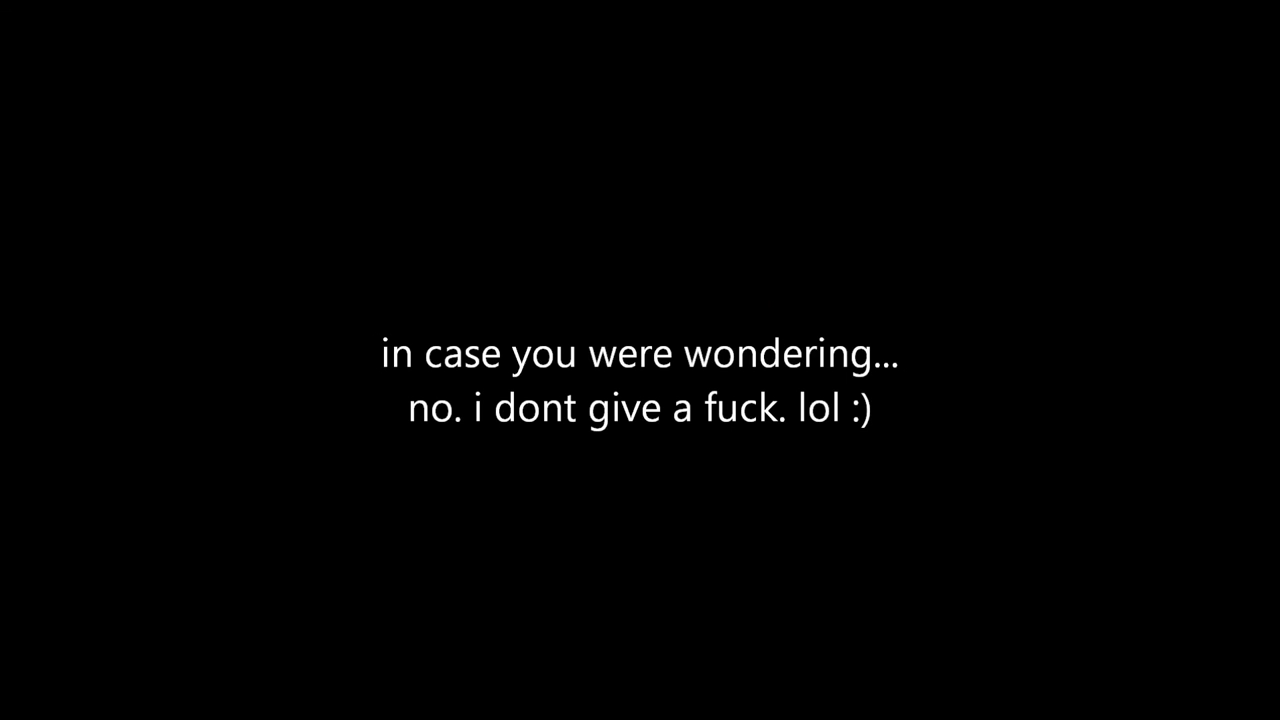 in case you were wondering...
no. i dont give a fuck. lol :)